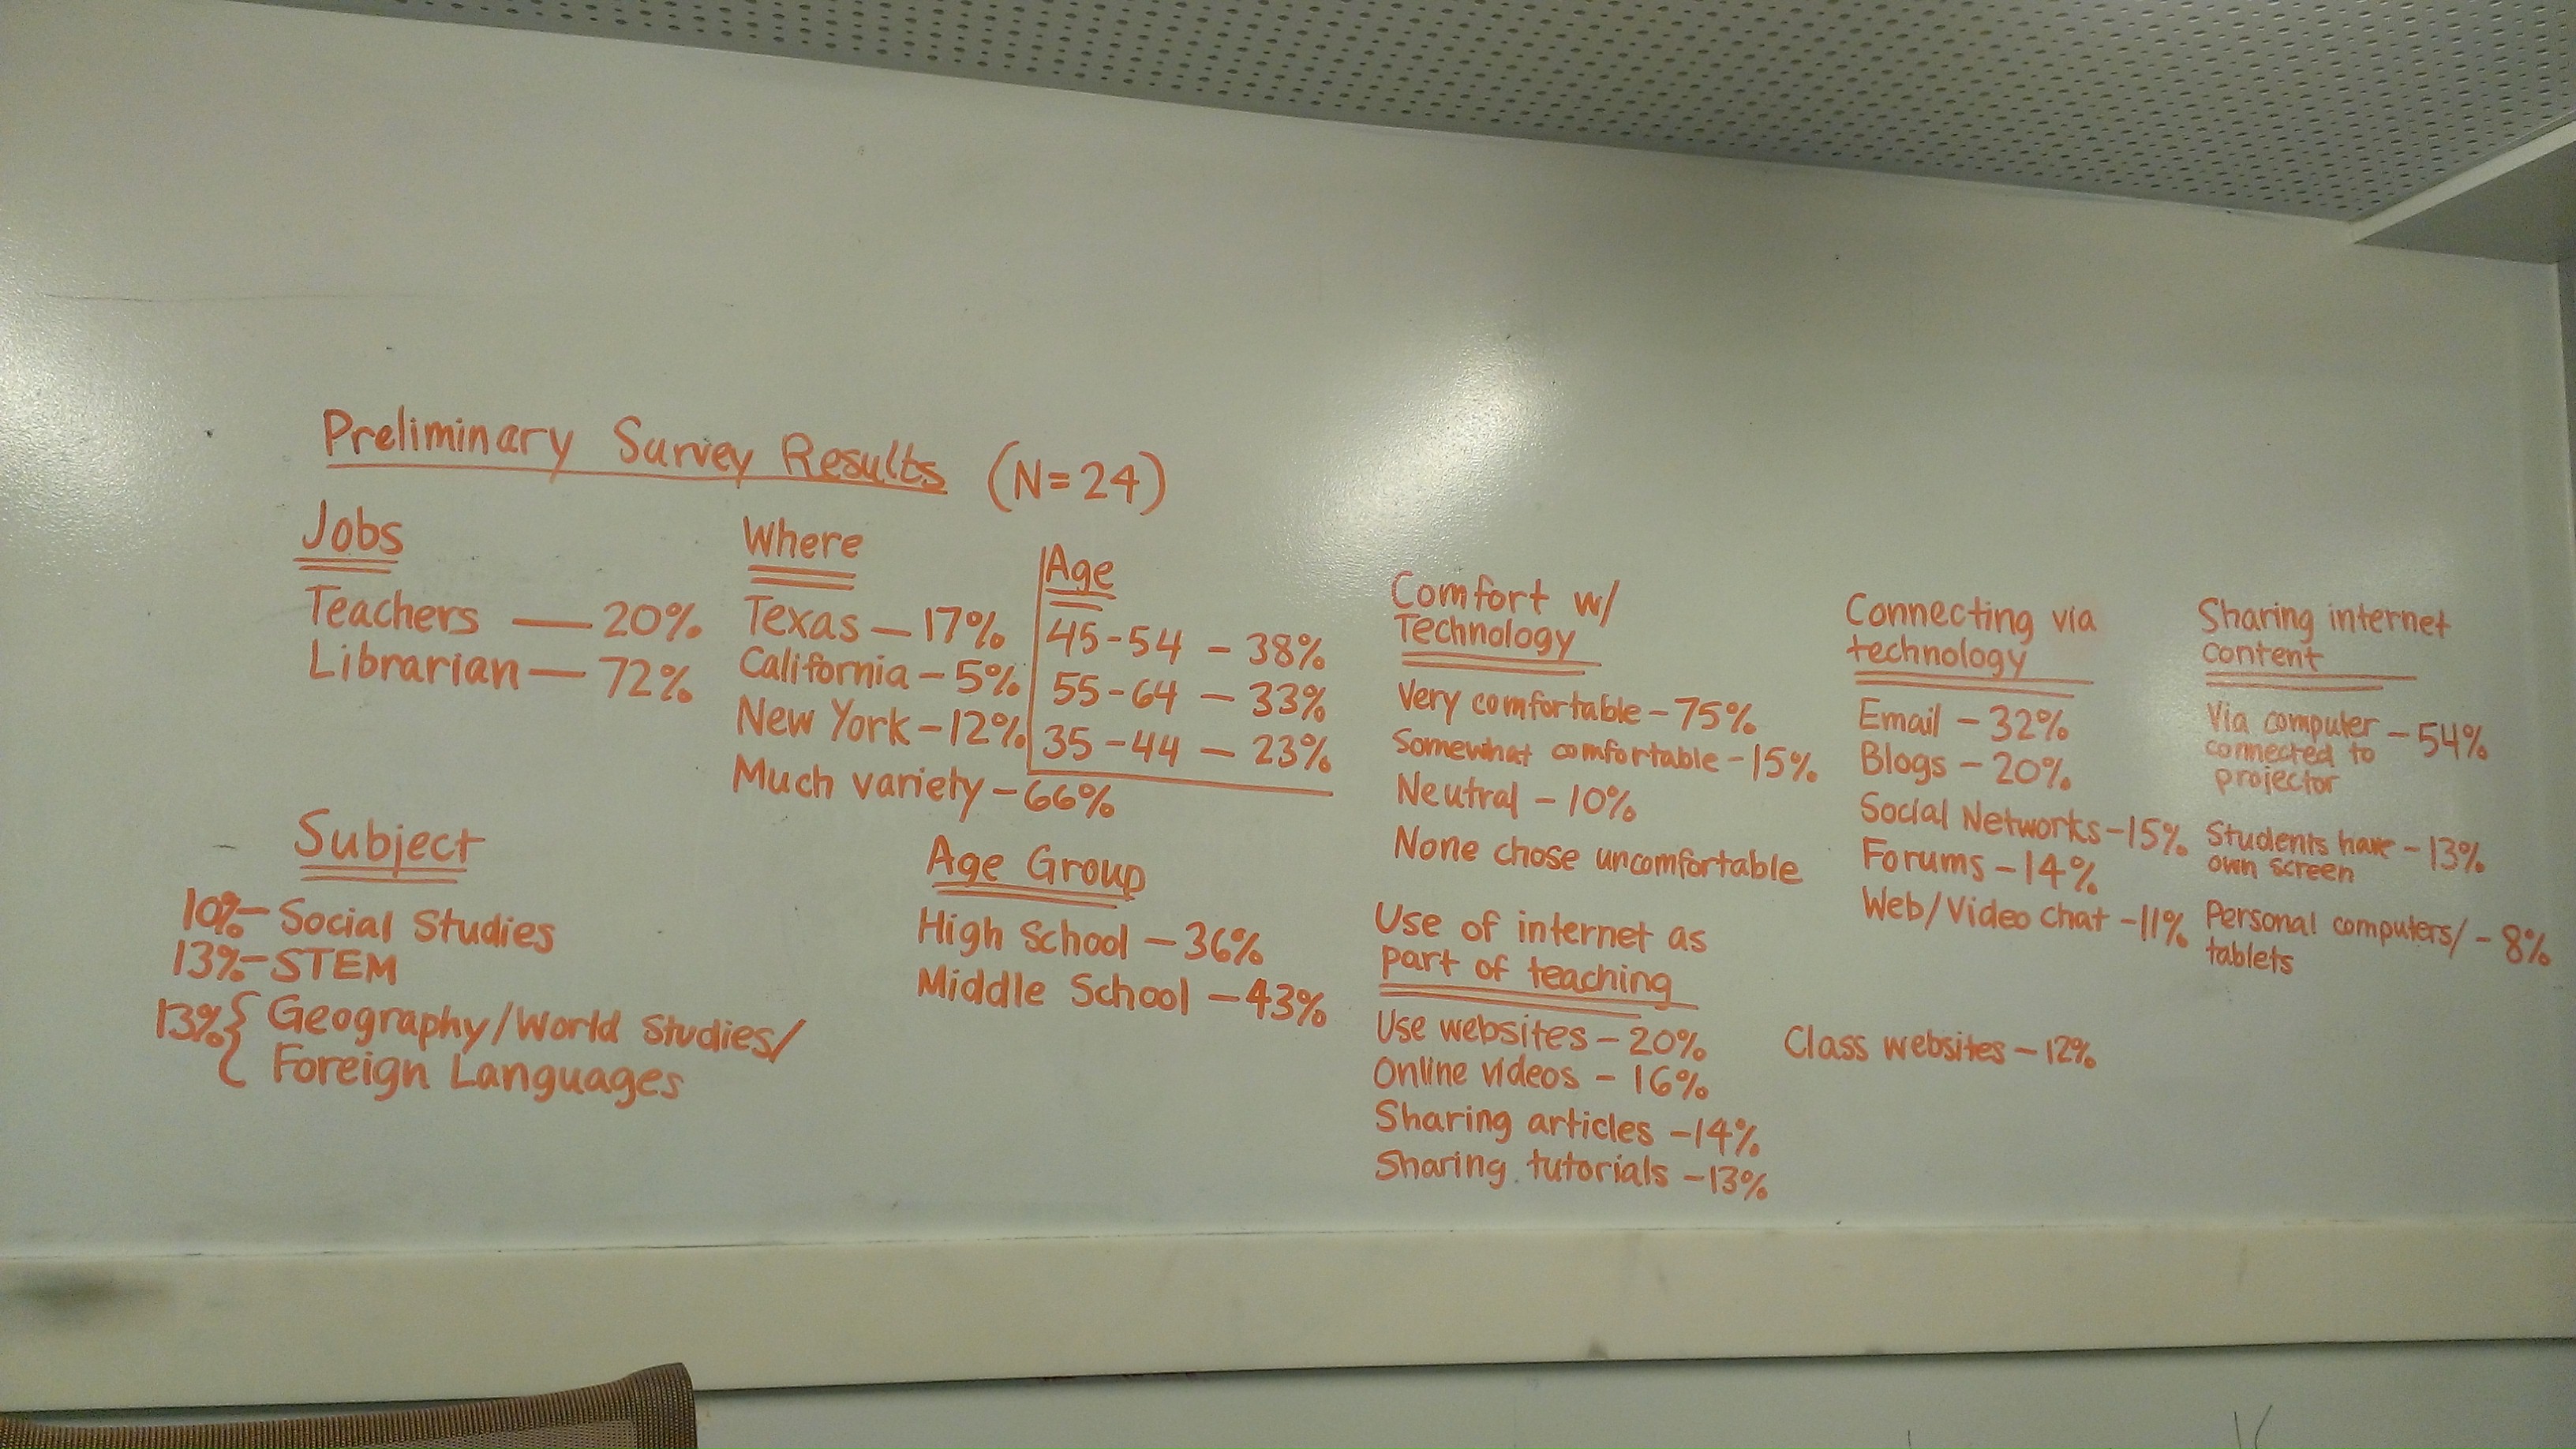 Preliminary Survey Results (N=24)
Jobs
Teachers — 20%
Librarian — 72%
Where
Texas — 17%
California — 5%
New York — 12%
Much variety — 66%
Age
45-54 — 38%
55-64 — 33%
35-44 — 23%
Subject
10% — Social Studies
13% — STEM
13% { Geography/World Studies/
Foreign Languages
Age Group
High School — 36%
Middle School — 43%
Comfort w/
Technology
Very comfortable — 75%
Somewhat comfortable — 15%
Neutral — 10%
None chose uncomfortable
Use of internet as
part of teaching
Use websites — 20%
Online videos — 16%
Sharing articles — 14%
Sharing tutorials — 13%
Class websites — 12%
Connecting via
technology
Email — 32%
Blogs — 20%
Social Networks — 15%
Forums — 14%
Web/Video chat — 11%
Sharing internet
content
Via computer — 54%
connected to
projector
Students have — 13%
own screen
Personal computers/ — 8%
tablets